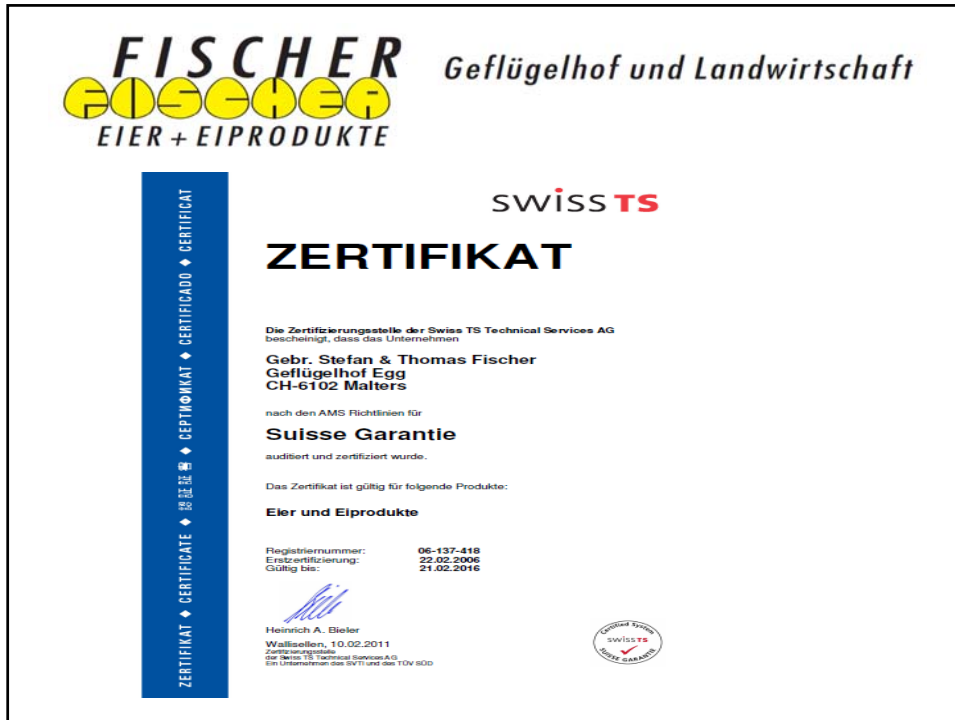 FISCHER
FISCHER
EIER + EIPRODUKTE
Geflügelhof und Landwirtschaft
ZERTIFIKAT ◆ CERTIFICATE ◆ 認証証書 ◆ СЕРТИФИКАТ ◆ CERTIFICADO ◆ CERTIFICAT
swiss TS
ZERTIFIKAT
Die Zertifizierungsstelle der Swiss TS Technical Services AG
bescheinigt, dass das Unternehmen
Gebr. Stefan & Thomas Fischer
Geflügelhof Egg
CH-6102 Malters
nach den AMS Richtlinien für
Suisse Garantie
auditiert und zertifiziert wurde.
Das Zertifikat ist gültig für folgende Produkte:
Eier und Eiprodukte
Registriernummer: 06-137-418
Erstzertifizierung: 22.02.2006
Gültig bis: 21.02.2016
Heinrich A. Bieler
Wallisellen, 10.02.2011
Zertifizierungsstelle
der Swiss TS Technical Services AG
Ein Unternehmen des SVTI und des TÜV SÜD
Certified System
swiss TS
SUISSE GARANTIE